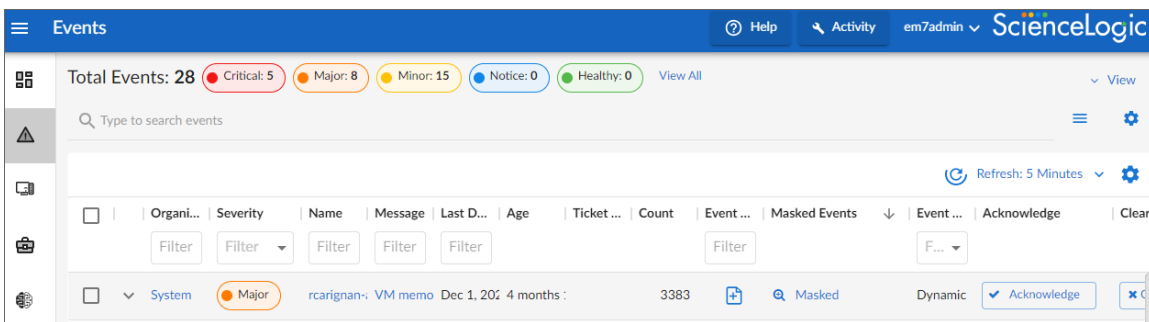 Events
Help
Activity
em7admin
ScienceLogic
Total Events: 28
Critical: 5
Major: 8
Minor: 15
Notice: 0
Healthy: 0
View All
View
Type to search events
Refresh: 5 Minutes
Organi... Severity Name Message Last D... Age Ticket ... Count Event ... Masked Events Event ... Acknowledge Clear
Filter Filter Filter Filter Filter Filter F...
System Major rcarignan- VM memo Dec 1, 202 4 months 3383 Masked Dynamic Acknowledge